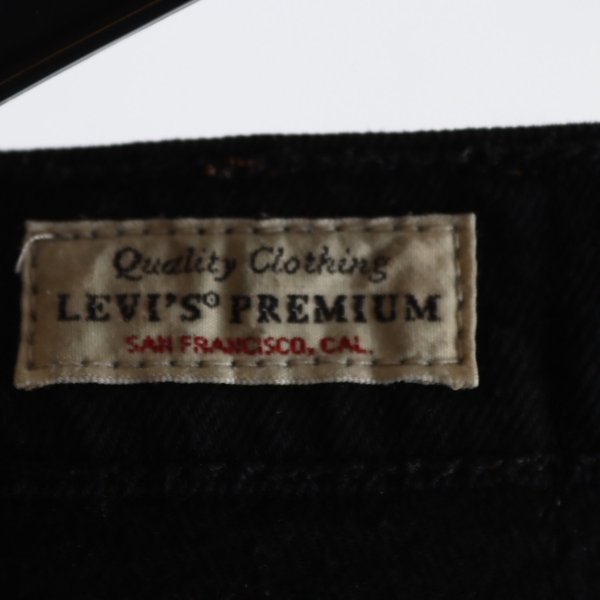 Quality Clothing
LEVI'S® PREMIUM
SAN FRANCISCO, CAL.